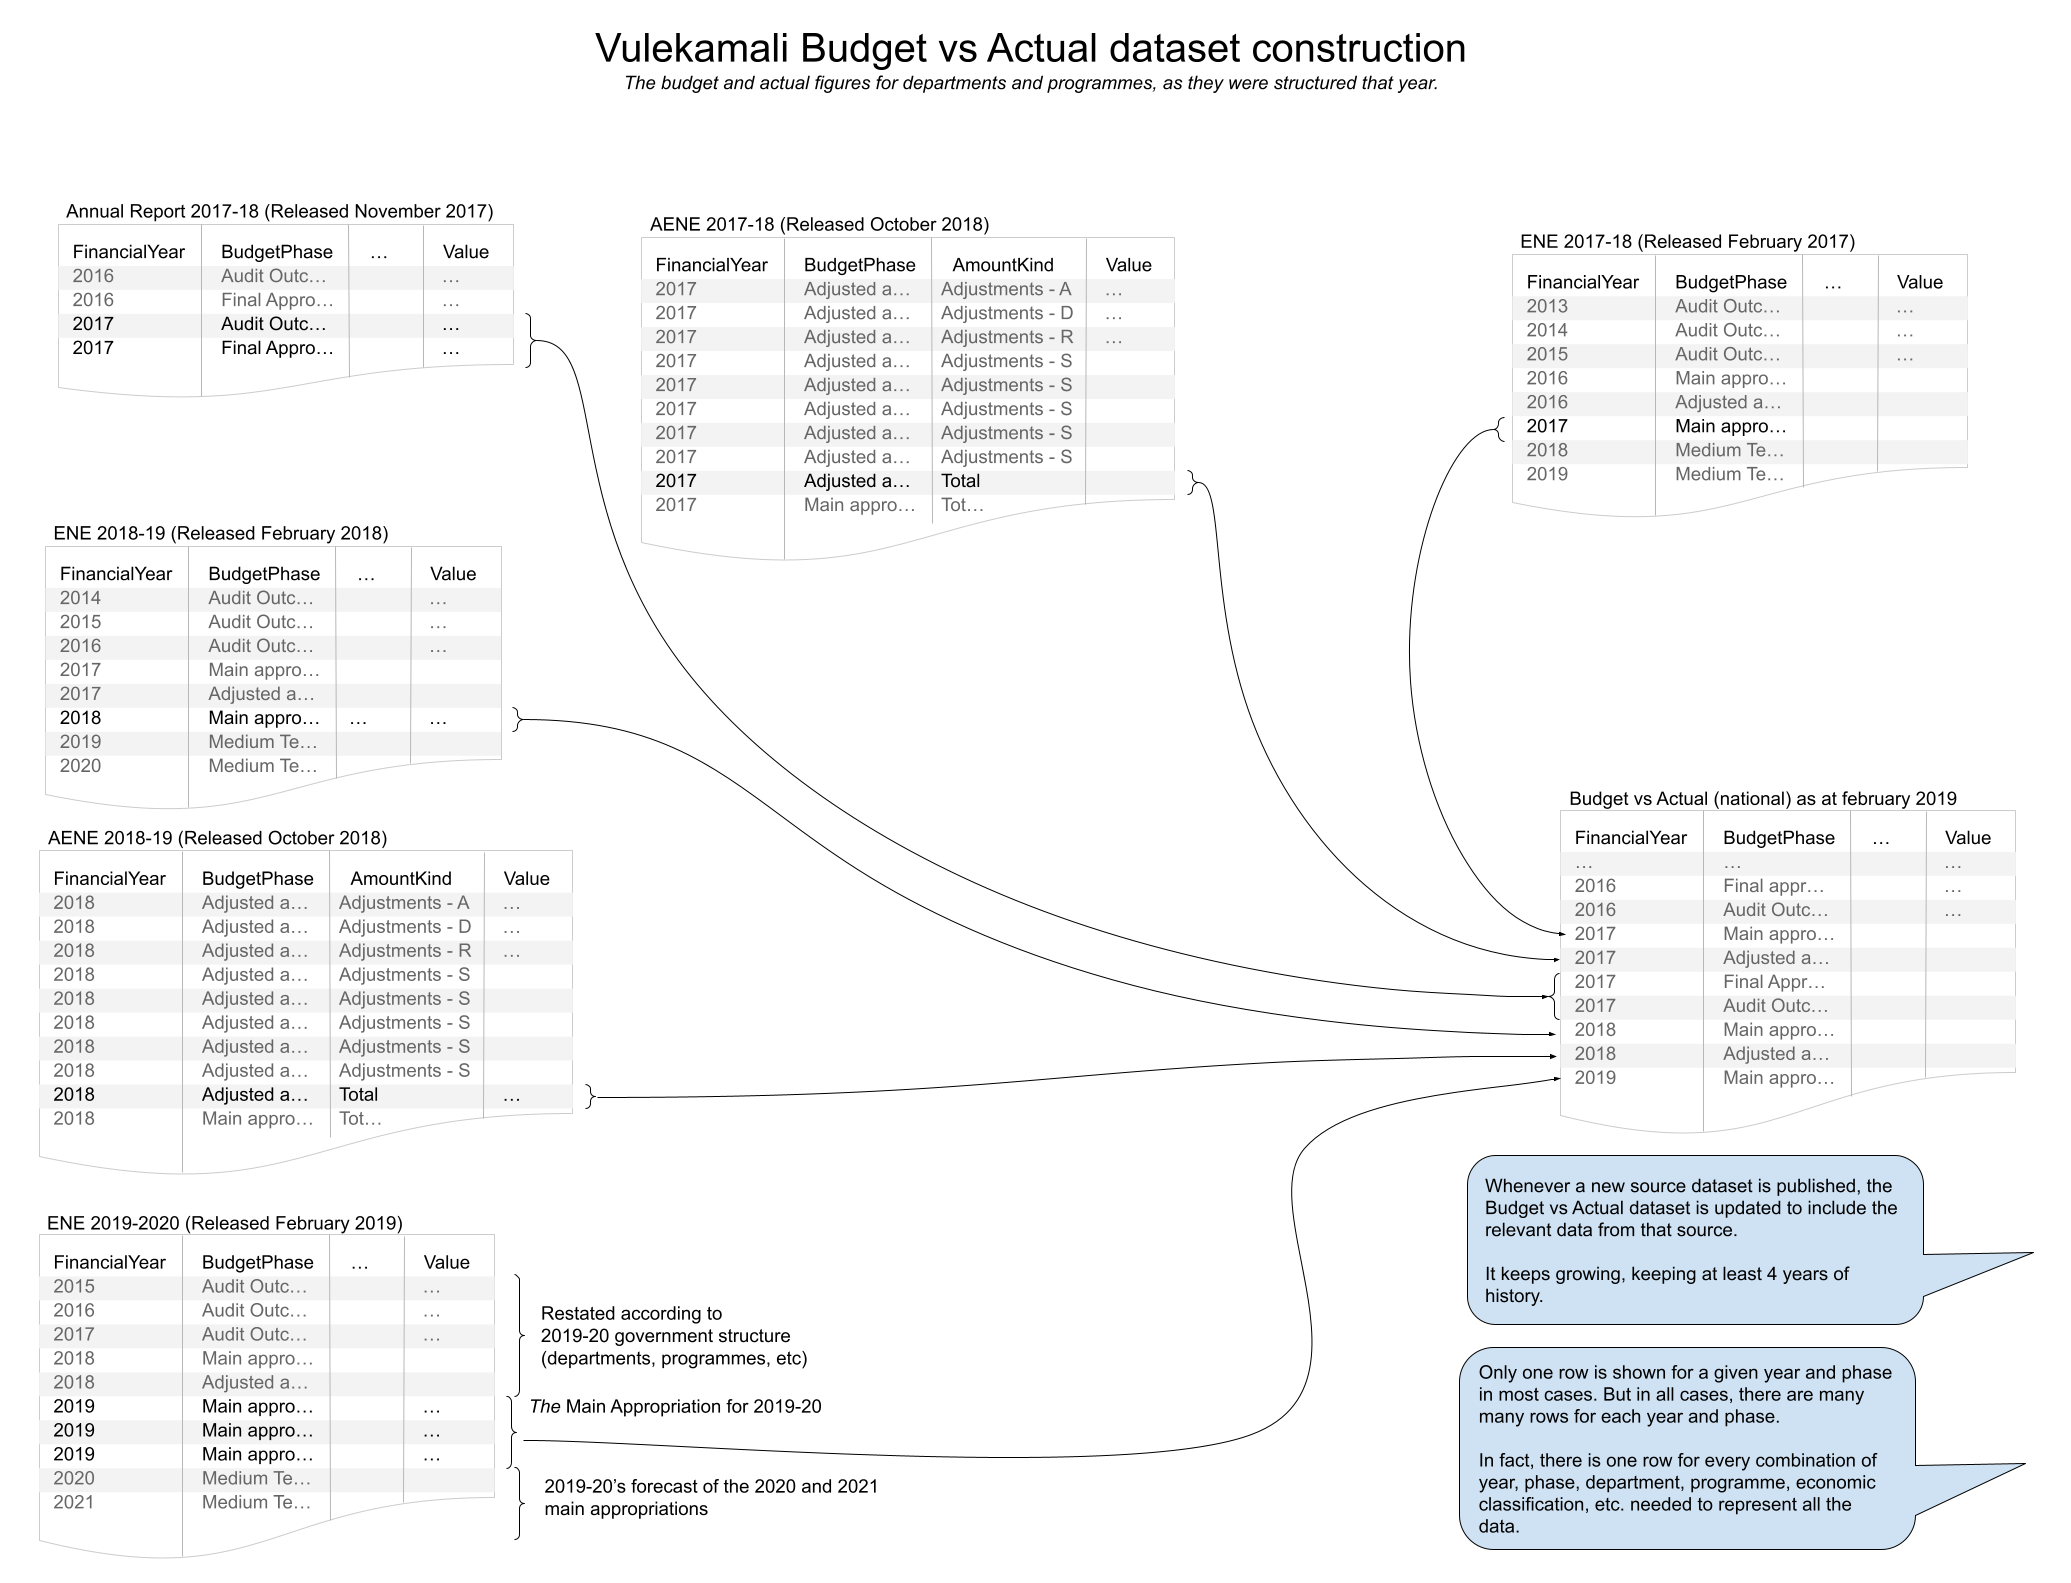 Vulekamali Budget vs Actual dataset construction
The budget and actual figures for departments and programmes, as they were structured that year.
Annual Report 2017-18 (Released November 2017)
FinancialYear BudgetPhase … Value
2016 Audit Outc… …
2016 Final Appro… …
2017 Audit Outc… …
2017 Final Appro… …
AENE 2017-18 (Released October 2018)
FinancialYear BudgetPhase AmountKind Value
2017 Adjusted a… Adjustments - A …
2017 Adjusted a… Adjustments - D …
2017 Adjusted a… Adjustments - R …
2017 Adjusted a… Adjustments - S
2017 Adjusted a… Adjustments - S
2017 Adjusted a… Adjustments - S
2017 Adjusted a… Adjustments - S
2017 Adjusted a… Adjustments - S
2017 Adjusted a… Total
2017 Main appro… Tot…
ENE 2017-18 (Released February 2017)
FinancialYear BudgetPhase … Value
2013 Audit Outc… …
2014 Audit Outc… …
2015 Audit Outc… …
2016 Main appro…
2016 Adjusted a…
2017 Main appro…
2018 Medium Te…
2019 Medium Te…
ENE 2018-19 (Released February 2018)
FinancialYear BudgetPhase … Value
2014 Audit Outc… …
2015 Audit Outc… …
2016 Audit Outc… …
2017 Main appro…
2017 Adjusted a…
2018 Main appro… … …
2019 Medium Te…
2020 Medium Te…
AENE 2018-19 (Released October 2018)
FinancialYear BudgetPhase AmountKind Value
2018 Adjusted a… Adjustments - A …
2018 Adjusted a… Adjustments - D …
2018 Adjusted a… Adjustments - R …
2018 Adjusted a… Adjustments - S
2018 Adjusted a… Adjustments - S
2018 Adjusted a… Adjustments - S
2018 Adjusted a… Adjustments - S
2018 Adjusted a… Adjustments - S
2018 Adjusted a… Total …
2018 Main appro… Tot…
Budget vs Actual (national) as at february 2019
FinancialYear BudgetPhase … Value
… … …
2016 Final appr… …
2016 Audit Outc… …
2017 Main appro…
2017 Adjusted a…
2017 Final Appr…
2017 Audit Outc…
2018 Main appro…
2018 Adjusted a…
2019 Main appro…
ENE 2019-2020 (Released February 2019)
FinancialYear BudgetPhase … Value
2015 Audit Outc… …
2016 Audit Outc… …
2017 Audit Outc… …
2018 Main appro…
2018 Adjusted a…
2019 Main appro… …
2019 Main appro… …
2019 Main appro… …
2020 Medium Te…
2021 Medium Te…
Restated according to
2019-20 government structure
(departments, programmes, etc)
The Main Appropriation for 2019-20
2019-20’s forecast of the 2020 and 2021
main appropriations
Whenever a new source dataset is published, the
Budget vs Actual dataset is updated to include the
relevant data from that source.
It keeps growing, keeping at least 4 years of
history.
Only one row is shown for a given year and phase
in most cases. But in all cases, there are many
many rows for each year and phase.
In fact, there is one row for every combination of
year, phase, department, programme, economic
classification, etc. needed to represent all the
data.